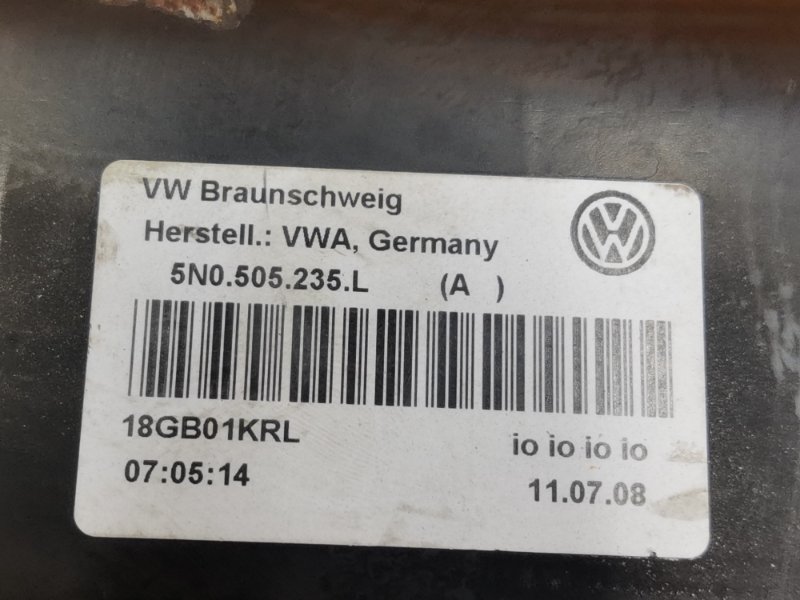 VW Braunschweig
Herstell.: VWA, Germany
5N0.505.235.L (A )
18GB01KRL
io io io io
07:05:14
11.07.08